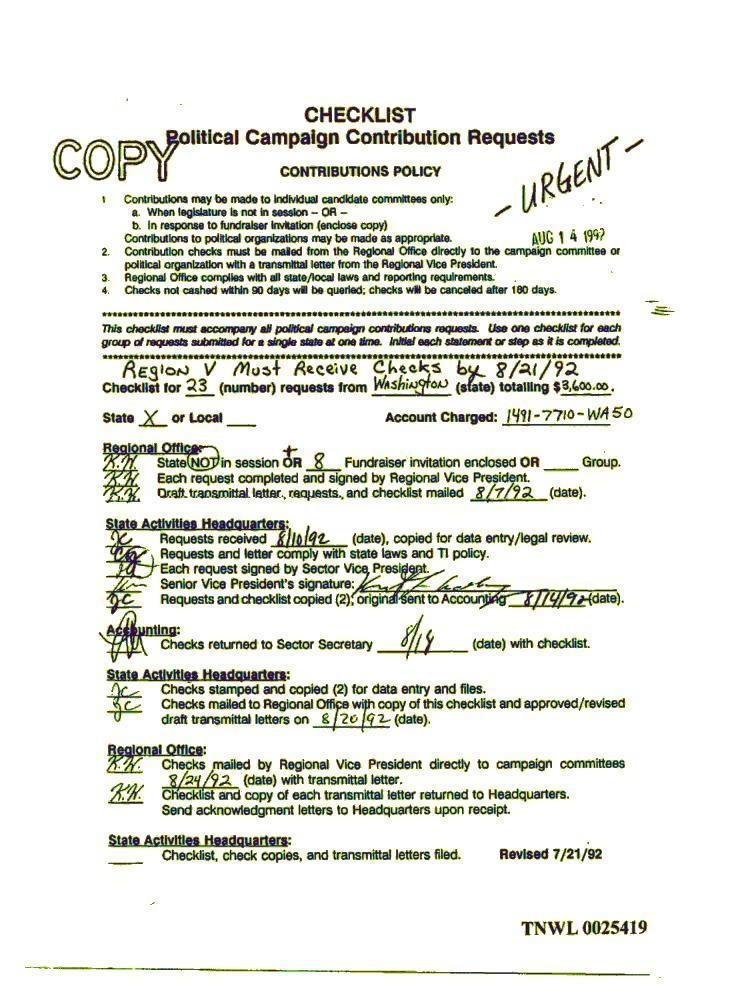 CHECKLIST
COPY
Political Campaign Contribution Requests
CONTRIBUTIONS POLICY
- URGENT -
1 Contributions may be made to individual candidate committees only:
a. When legislature is not in session – OR –
b. In response to fundraiser invitation (enclose copy)
Contributions to political organizations may be made as appropriate.
AUG 14 1992
2. Contribution checks must be mailed from the Regional Office directly to the campaign committee or
political organization with a transmittal letter from the Regional Vice President.
3. Regional Office complies with all state/local laws and reporting requirements.
4. Checks not cashed within 90 days will be queried; checks will be canceled after 180 days.
This checklist must accompany all political campaign contributions requests. Use one checklist for each
group of requests submitted for a single state at one time. Initial each statement or step as it is completed.
REGION V Must Receive Checks by 8/21/92
Checklist for 23 (number) requests from Washington (state) totalling $3,600.00.
State X or Local ____ Account Charged: 1491-7710-WA50
Regional Office:
K.H. State NOT in session + OR 8 Fundraiser invitation enclosed OR ____ Group.
K.H. Each request completed and signed by Regional Vice President.
K.H. Draft transmittal letter, requests, and checklist mailed 8/7/92 (date).
State Activities Headquarters:
JC Requests received 8/10/92 (date), copied for data entry/legal review.
Requests and letter comply with state laws and TI policy.
Each request signed by Sector Vice President.
Senior Vice President's signature:
JC Requests and checklist copied (2); original sent to Accounting 8/14/92 (date).
Accounting:
Checks returned to Sector Secretary 8/19 (date) with checklist.
State Activities Headquarters:
JC Checks stamped and copied (2) for data entry and files.
JC Checks mailed to Regional Office with copy of this checklist and approved/revised
draft transmittal letters on 8/20/92 (date).
Regional Office:
K.H. Checks mailed by Regional Vice President directly to campaign committees
8/24/92 (date) with transmittal letter.
K.H. Checklist and copy of each transmittal letter returned to Headquarters.
Send acknowledgment letters to Headquarters upon receipt.
State Activities Headquarters:
____ Checklist, check copies, and transmittal letters filed. Revised 7/21/92
TNWL 0025419